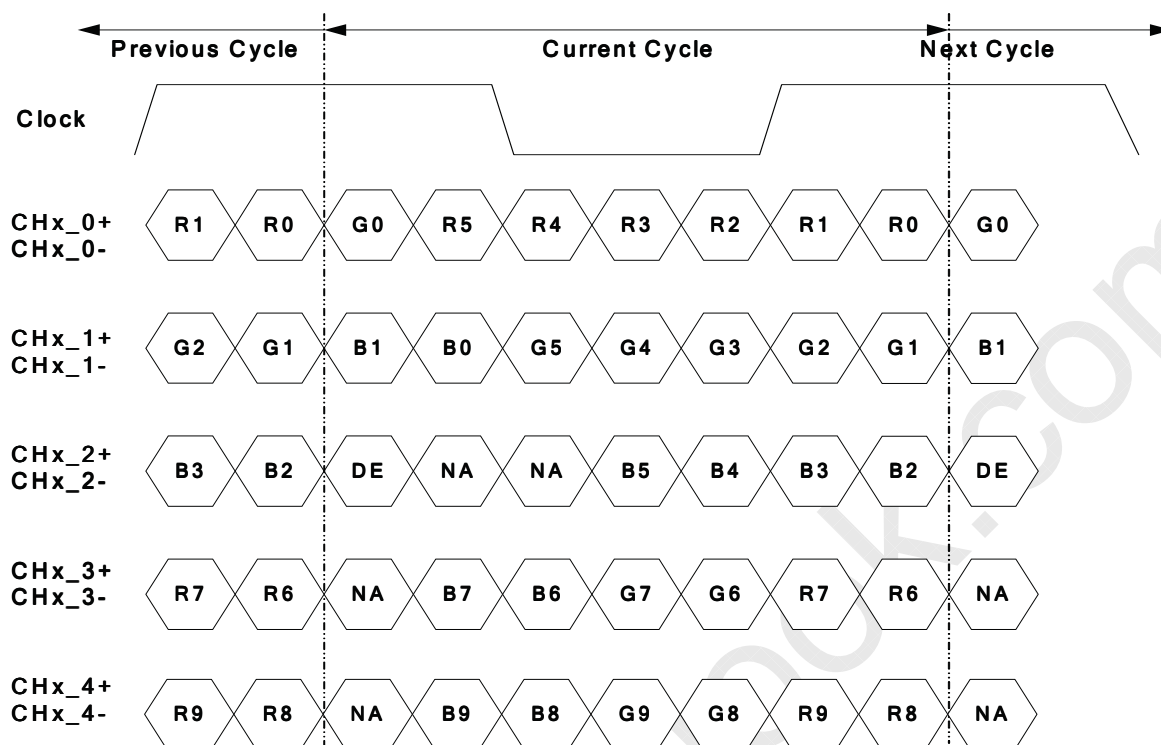 Previous Cycle Current Cycle Next Cycle
Clock
CHx_0+
CHx_0-
R1 R0 G0 R5 R4 R3 R2 R1 R0 G0
CHx_1+
CHx_1-
G2 G1 B1 B0 G5 G4 G3 G2 G1 B1
CHx_2+
CHx_2-
B3 B2 DE NA NA B5 B4 B3 B2 DE
CHx_3+
CHx_3-
R7 R6 NA B7 B6 G7 G6 R7 R6 NA
CHx_4+
CHx_4-
R9 R8 NA B9 B8 G9 G8 R9 R8 NA
ook.com